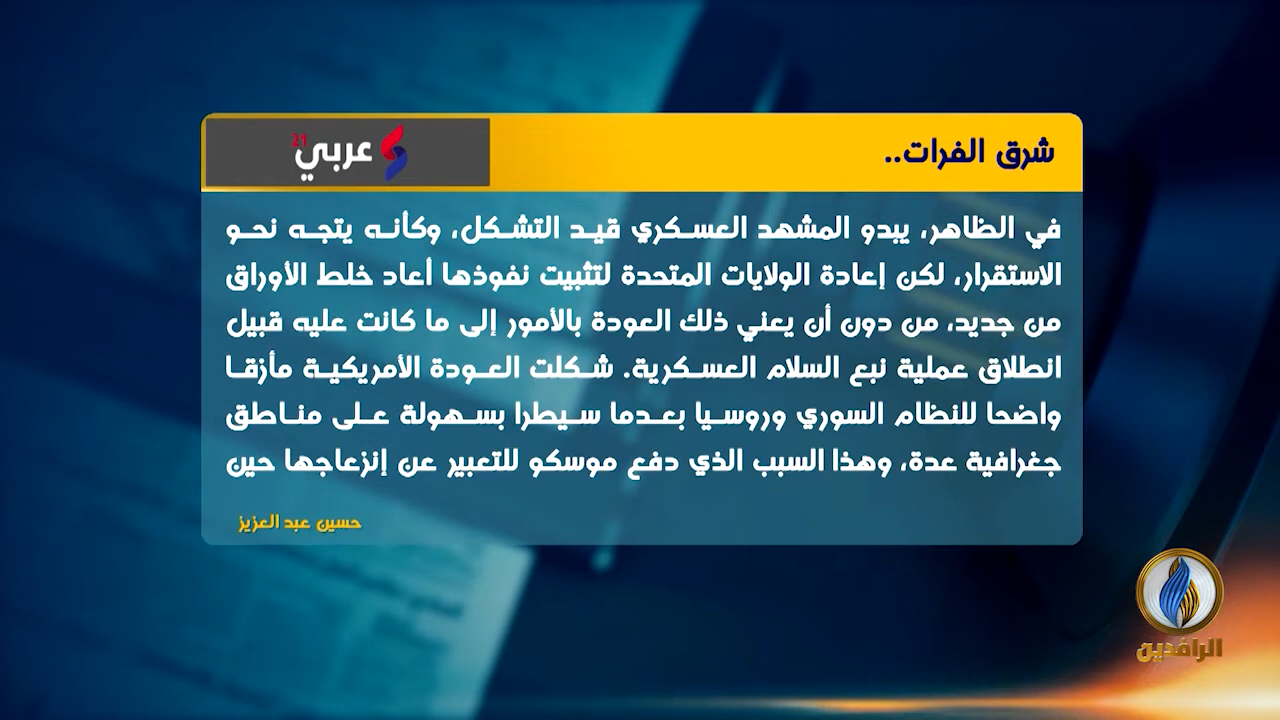 شرق الفرات..
عربي 21
في الظاهر، يبدو المشهد العسكري قيد التشكل، وكأنه يتجه نحو
الاستقرار، لكن إعادة الولايات المتحدة لتثبيت نفوذها أعاد خلط الأوراق
من جديد، من دون أن يعني ذلك العودة بالأمور إلى ما كانت عليه قبيل
انطلاق عملية نبع السلام العسكرية. شكلت العودة الأمريكية مأزقا
واضحا للنظام السوري وروسيا بعدما سيطرا بسهولة على مناطق
جغرافية عدة، وهذا السبب الذي دفع موسكو للتعبير عن إنزعاجها حين
حسين عبد العزيز
الرافدين